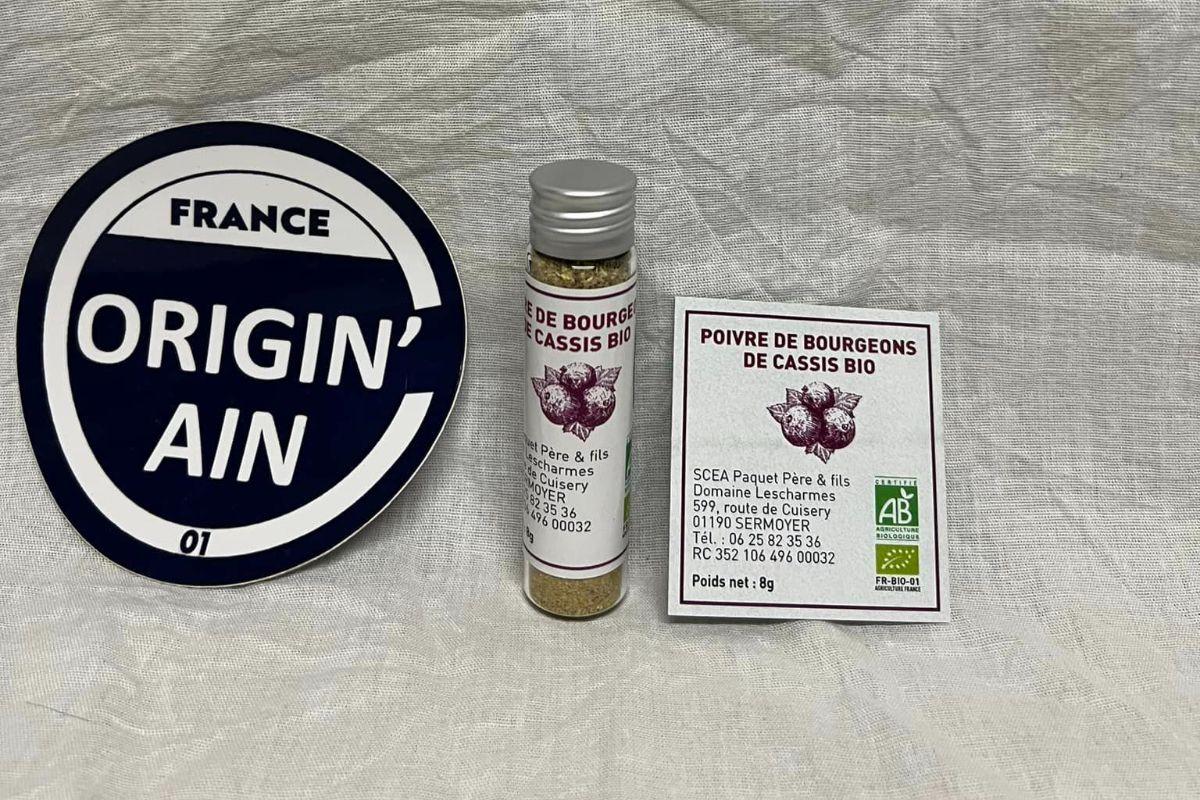 FRANCE
ORIGIN'
AIN
01
DE BOURGE
CASSIS BIO
Père & fils
Lescharmes
de Cuisery
SERMOYER
82 35 36
496 00032
8g
POIVRE DE BOURGEONS
DE CASSIS BIO
SCEA Paquet Père & fils
Domaine Lescharmes
599, route de Cuisery
01190 SERMOYER
Tél. : 06 25 82 35 36
RC 352 106 496 00032
Poids net : 8g
CERTIFIÉ
AB
AGRICULTURE
BIOLOGIQUE
FR-BIO-01
AGRICULTURE FRANCE